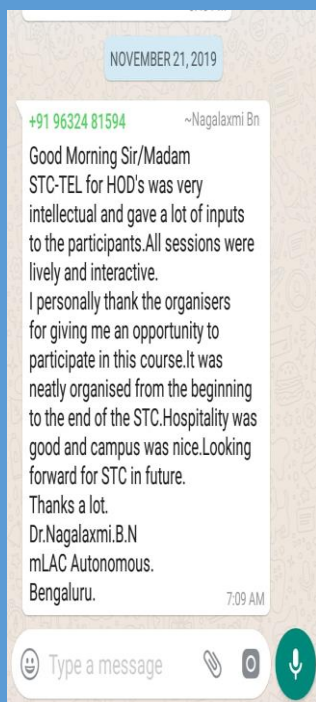 NOVEMBER 21, 2019
+91 96324 81594 ~Nagalaxmi Bn
Good Morning Sir/Madam
STC-TEL for HOD's was very
intellectual and gave a lot of inputs
to the participants.All sessions were
lively and interactive.
I personally thank the organisers
for giving me an opportunity to
participate in this course.It was
neatly organised from the beginning
to the end of the STC.Hospitality was
good and campus was nice.Looking
forward for STC in future.
Thanks a lot.
Dr.Nagalaxmi.B.N
mLAC Autonomous.
Bengaluru.
7:09 AM
Type a message